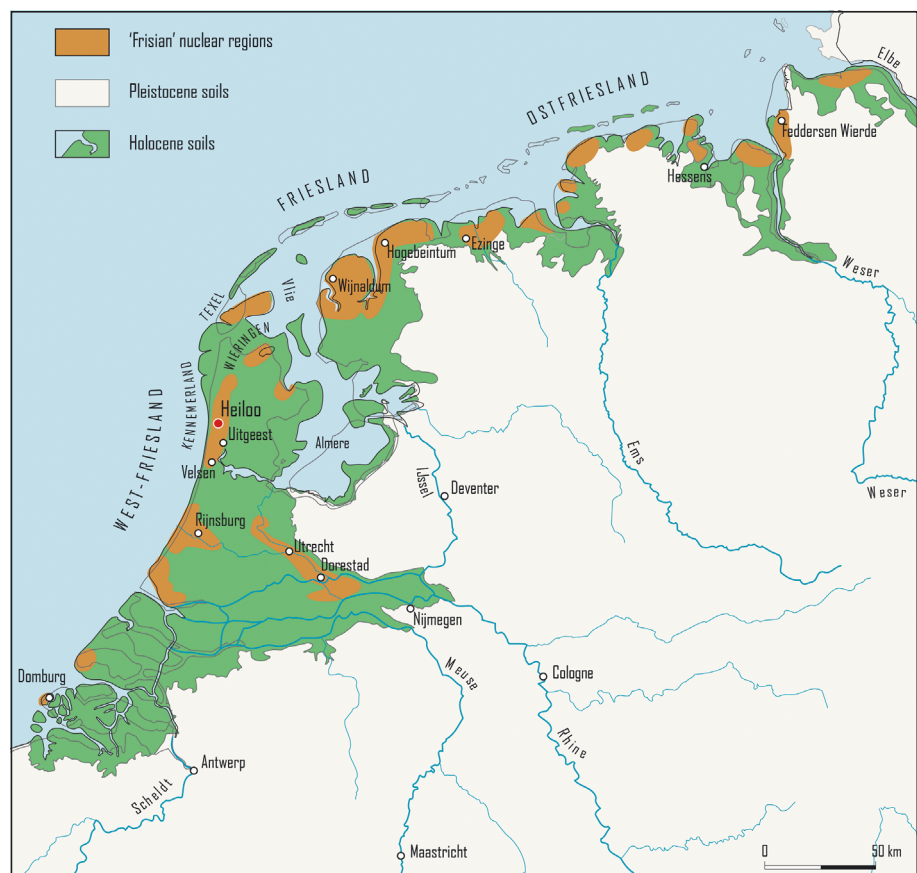 'Frisian' nuclear regions
Pleistocene soils
Holocene soils
Elbe
OSTFRIESLAND
Feddersen Wierde
Hessens
FRIESLAND
Hogebeintum
Ezinge
Weser
Wijnaldum
Vlie
TEXEL
WIERINGEN
KENNEMERLAND
WEST-FRIESLAND
Heiloo
Uitgeest
Almere
Velsen
IJssel
Ems
Deventer
Weser
Rijnsburg
Utrecht
Dorestad
Nijmegen
Domburg
Meuse
Cologne
Rhine
Antwerp
Scheldt
Maastricht
0 50 km